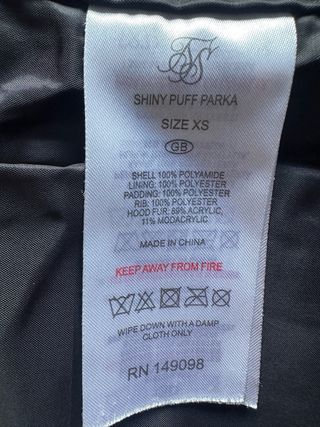 SHINY PUFF PARKA
SIZE XS
GB
SHELL 100% POLYAMIDE
LINING: 100% POLYESTER
PADDING: 100% POLYESTER
RIB: 100% POLYESTER
HOOD FUR: 89% ACRYLIC,
11% MODACRYLIC
MADE IN CHINA
KEEP AWAY FROM FIRE
WIPE DOWN WITH A DAMP
CLOTH ONLY
RN 149098